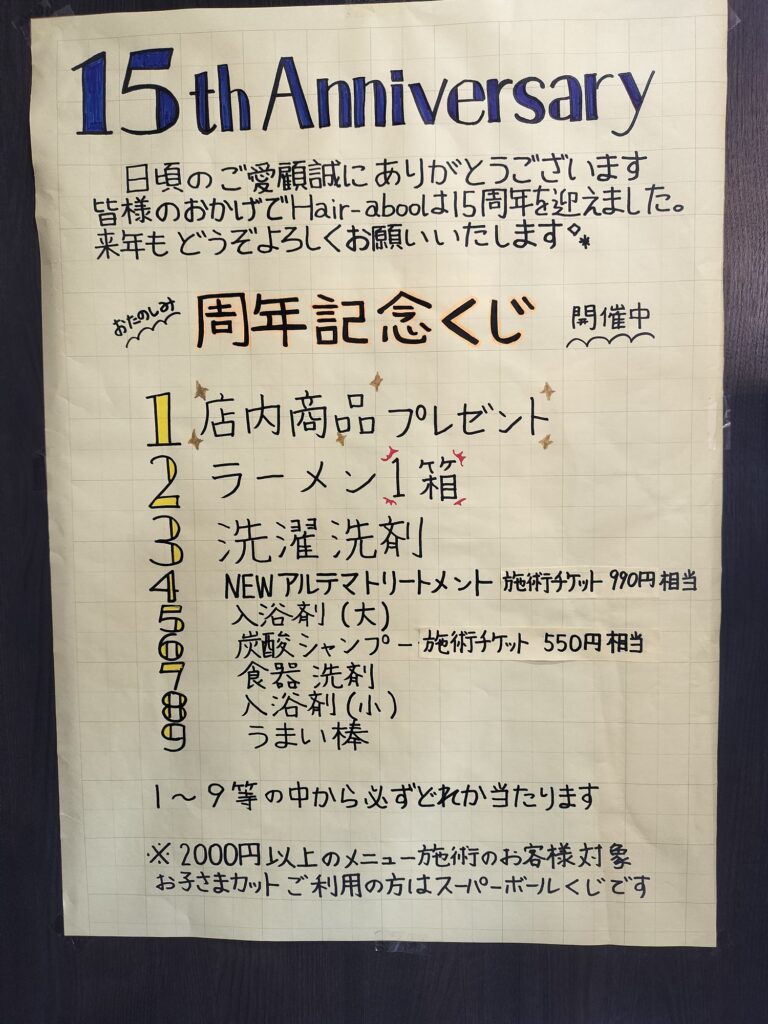 15th Anniversary
日頃のご愛顧誠にありがとうございます
皆様のおかげでHair-aboolは15周年を迎えました。
来年もどうぞよろしくお願いいたします
おたのしみ 周年記念くじ 開催中
1 店内商品プレゼント
2 ラーメン1箱
3 洗濯洗剤
4 NEWアルテマトリートメント 施術チケット 990円相当
5 入浴剤(大)
6 炭酸シャンプー 施術チケット 550円相当
7 食器洗剤
8 入浴剤(小)
9 うまい棒
1〜9等の中から必ずどれか当たります
※2000円以上のメニュー施術のお客様対象
お子さまカットご利用の方はスーパーボールくじです